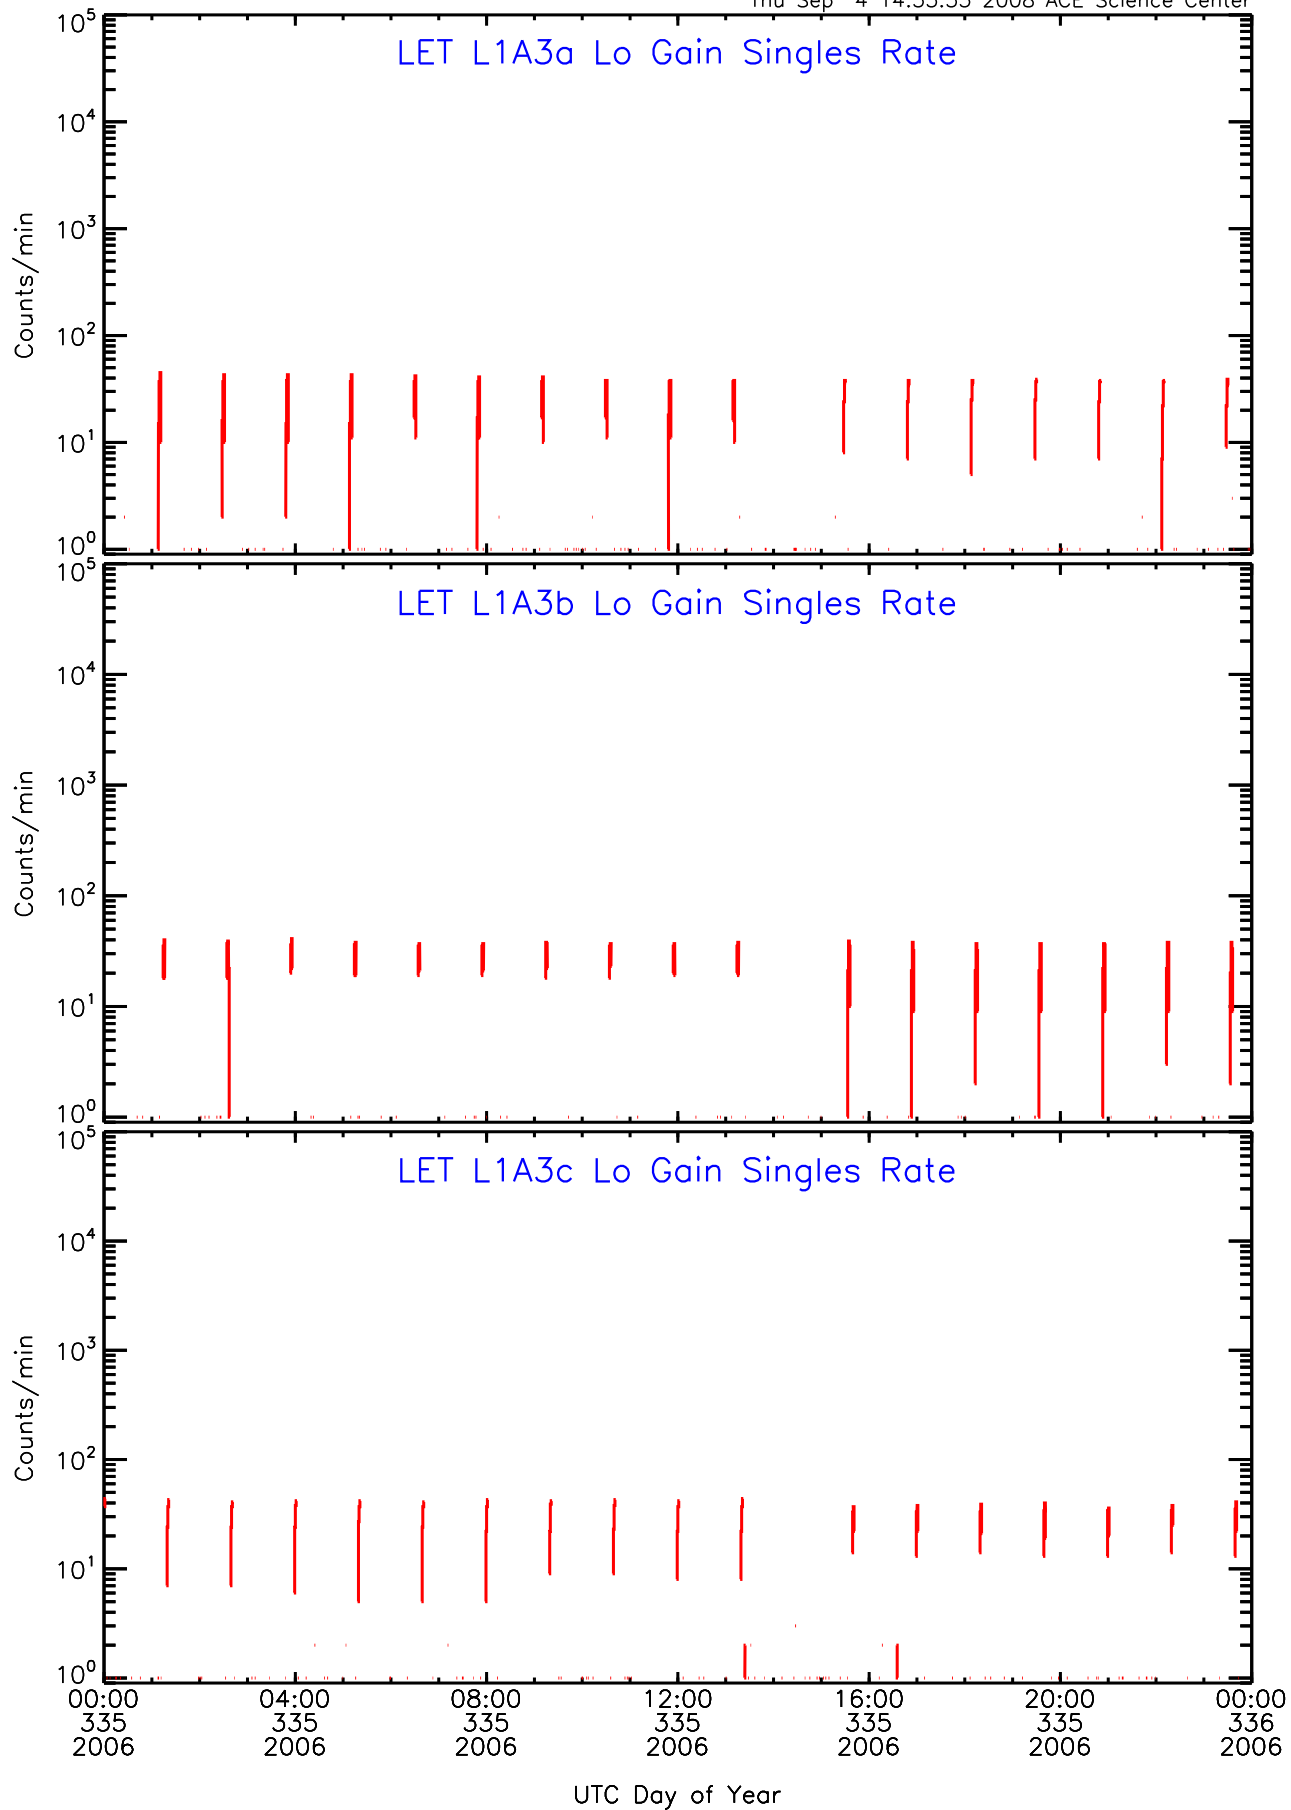 LET L1A3a Lo Gain Singles Rate
10^5
10^4
10^3
10^2
10^1
10^0
Counts/min
LET L1A3b Lo Gain Singles Rate
10^5
10^4
10^3
10^2
10^1
10^0
Counts/min
LET L1A3c Lo Gain Singles Rate
10^5
10^4
10^3
10^2
10^1
10^0
Counts/min
00:00 04:00 08:00 12:00 16:00 20:00 00:00
335 335 335 335 335 335 336
2006 2006 2006 2006 2006 2006 2006
UTC Day of Year